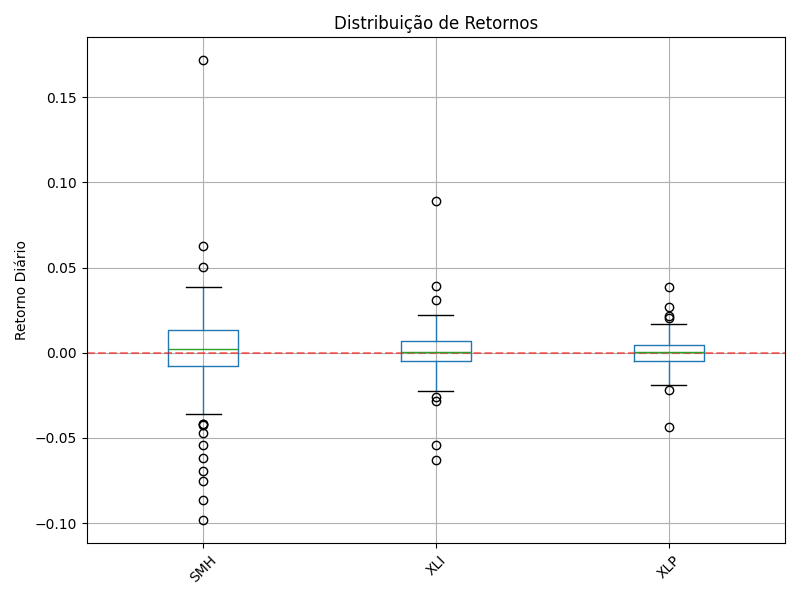 Distribuição de Retornos
Retorno Diário
0.15
0.10
0.05
0.00
−0.05
−0.10
SMH
XLI
XLP